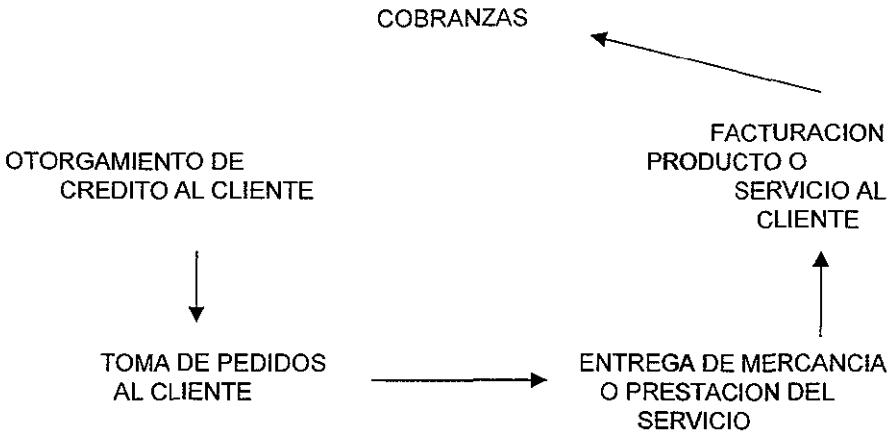 COBRANZAS
OTORGAMIENTO DE
CREDITO AL CLIENTE
TOMA DE PEDIDOS
AL CLIENTE
ENTREGA DE MERCANCIA
O PRESTACION DEL
SERVICIO
FACTURACION
PRODUCTO O
SERVICIO AL
CLIENTE